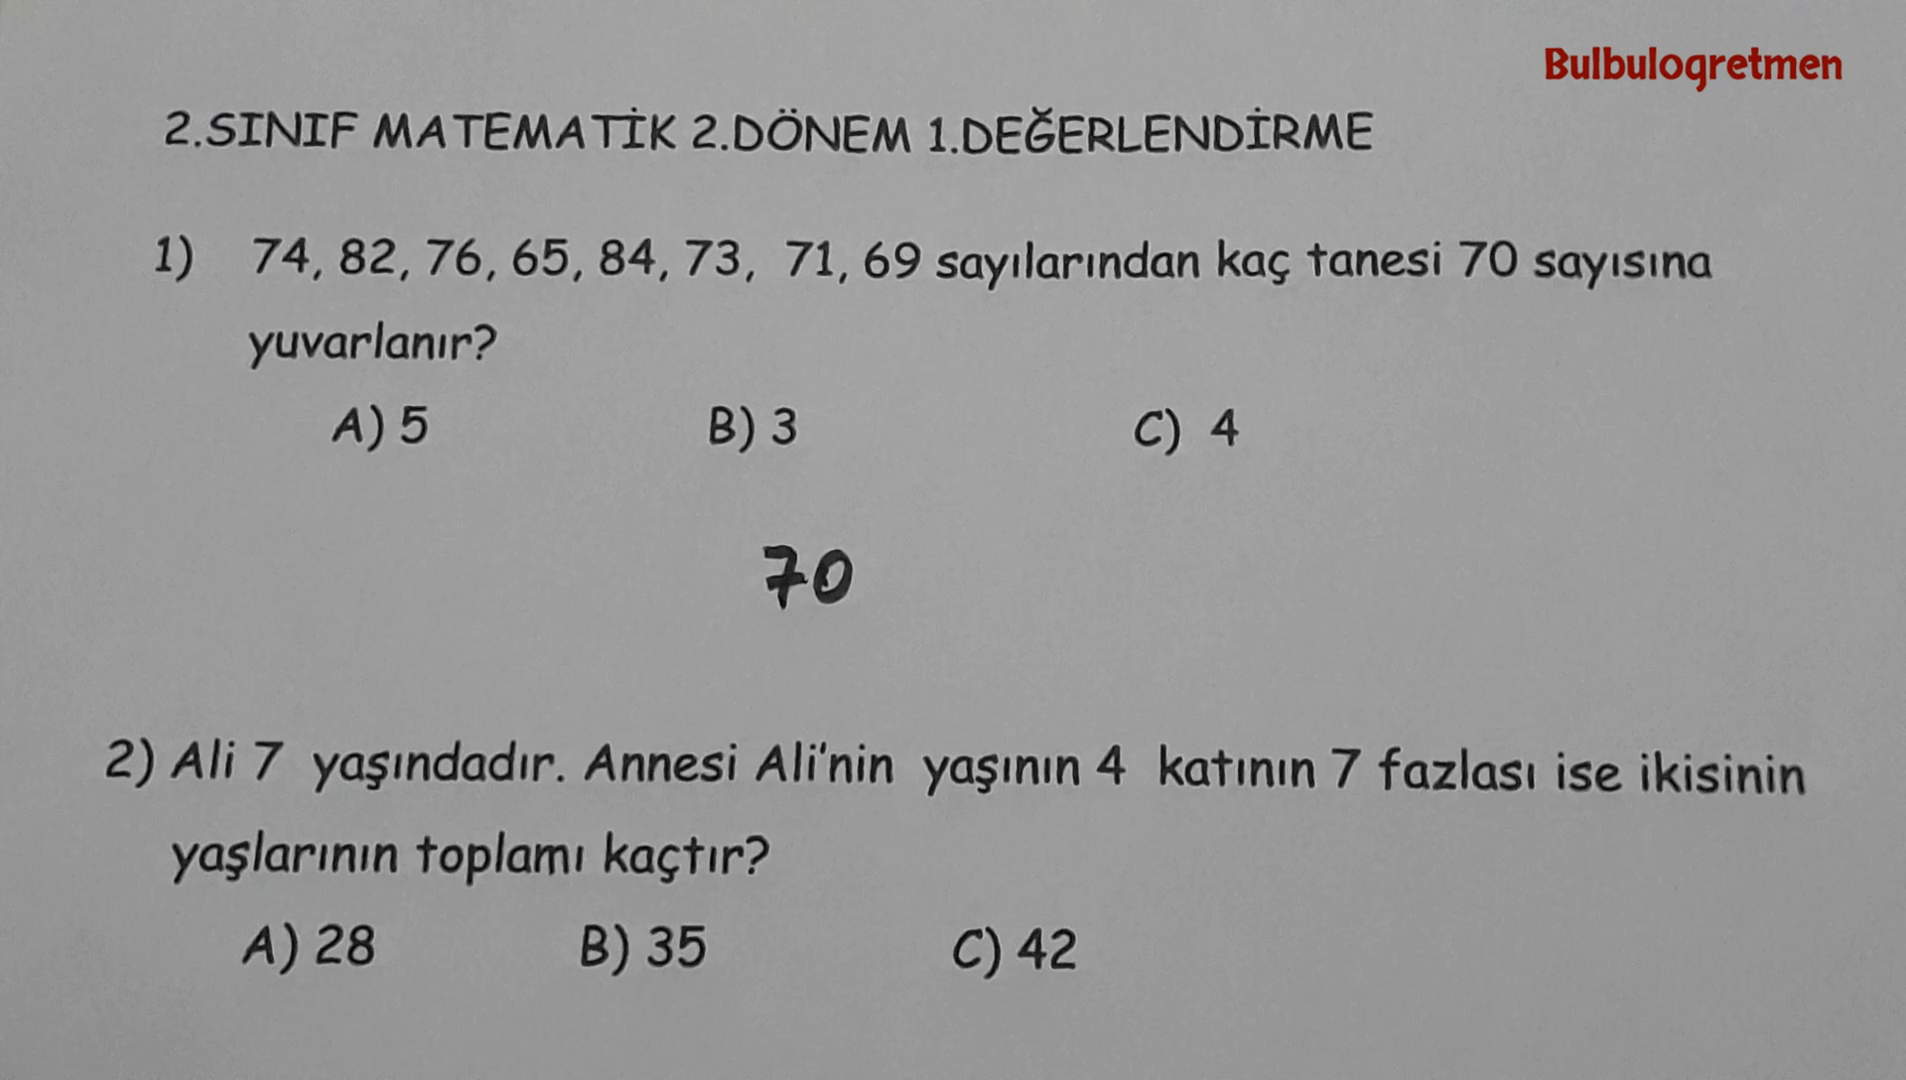 Bulbulogretmen
2.SINIF MATEMATİK 2.DÖNEM 1.DEĞERLENDİRME
1) 74, 82, 76, 65, 84, 73, 71, 69 sayılarından kaç tanesi 70 sayısına
yuvarlanır?
A) 5 B) 3 C) 4
70
2) Ali 7 yaşındadır. Annesi Ali'nin yaşının 4 katının 7 fazlası ise ikisinin
yaşlarının toplamı kaçtır?
A) 28 B) 35 C) 42